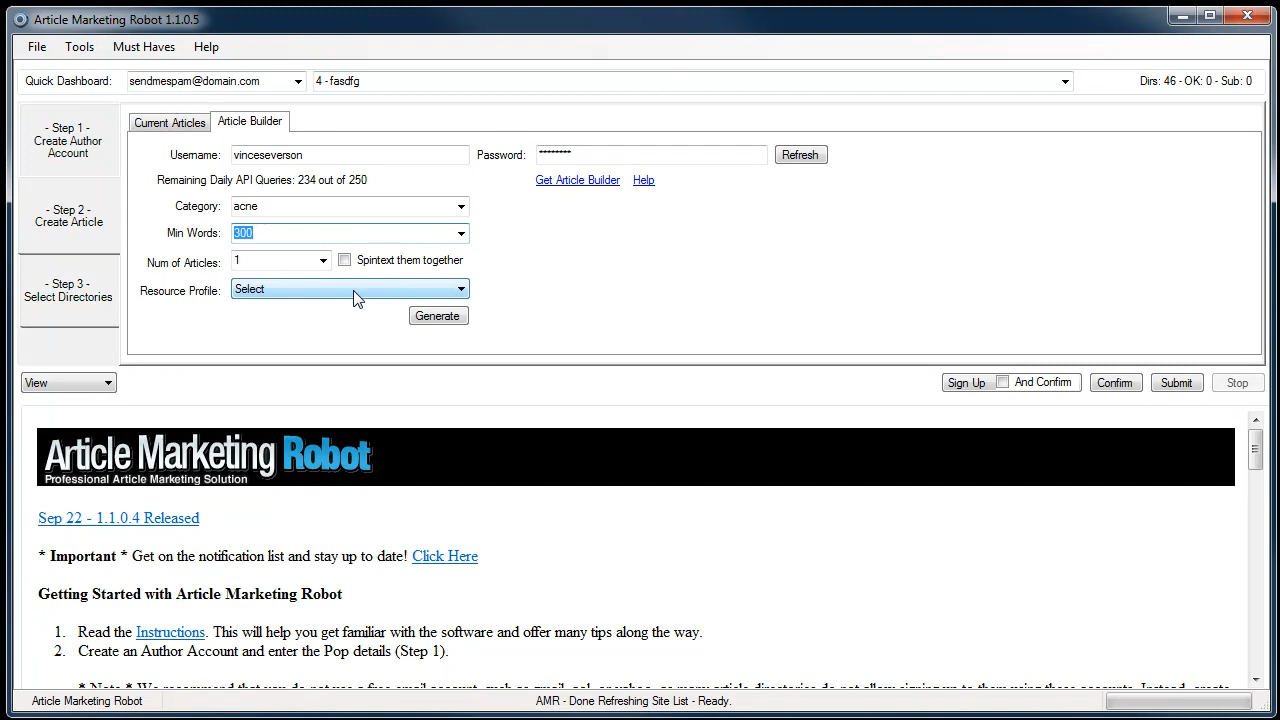 Article Marketing Robot 1.1.0.5
File Tools Must Haves Help
Quick Dashboard: sendmespam@domain.com 4 - fasdfg Dirs: 46 - OK: 0 - Sub: 0
- Step 1 -
Create Author
Account
- Step 2 -
Create Article
- Step 3 -
Select Directories
Current Articles Article Builder
Username: vinceseverson Password: ******** Refresh
Remaining Daily API Queries: 234 out of 250 Get Article Builder Help
Category: acne
Min Words: 300
Num of Articles: 1 Spintext them together
Resource Profile: Select
Generate
View Sign Up And Confirm Confirm Submit Stop
Article Marketing Robot
Professional Article Marketing Solution
Sep 22 - 1.1.0.4 Released
* Important * Get on the notification list and stay up to date! Click Here
Getting Started with Article Marketing Robot
1. Read the Instructions. This will help you get familiar with the software and offer many tips along the way.
2. Create an Author Account and enter the Pop details (Step 1).
Article Marketing Robot AMR - Done Refreshing Site List - Ready.